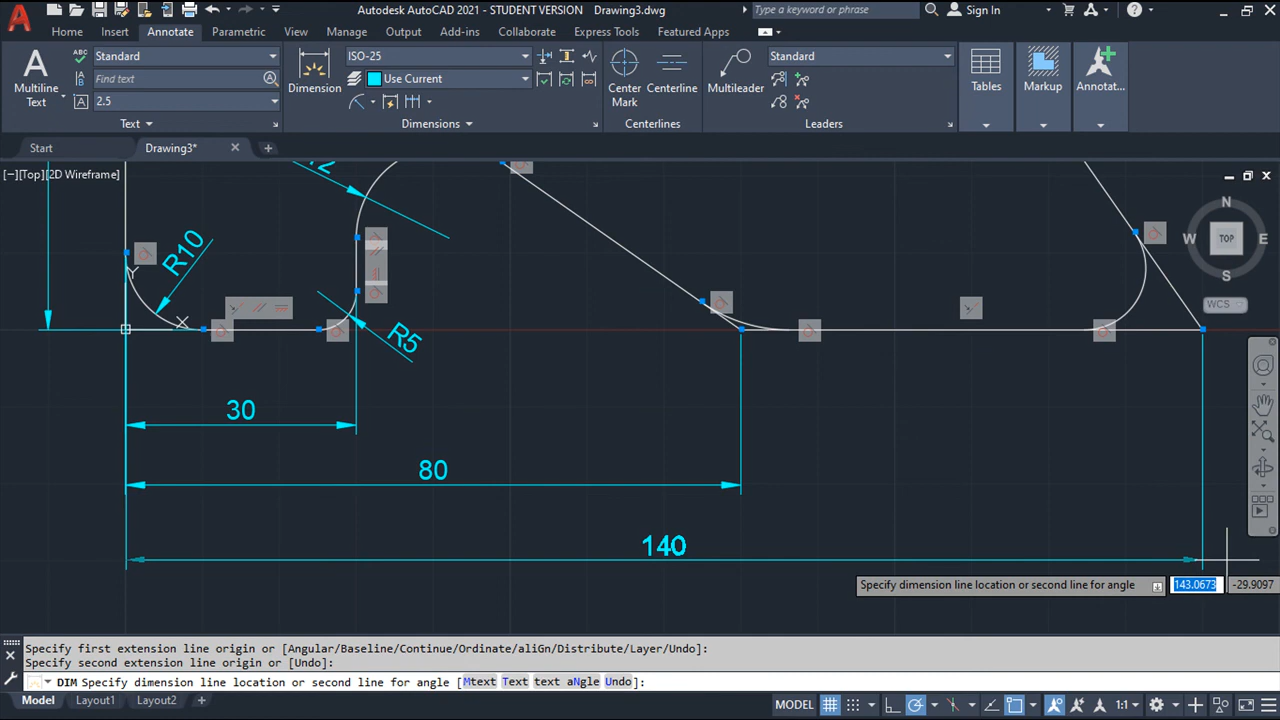 Autodesk AutoCAD 2021 - STUDENT VERSION Drawing3.dwg
Type a keyword or phrase
Sign In
Home Insert Annotate Parametric View Manage Output Add-ins Collaborate Express Tools Featured Apps
A
Multiline
Text
ABC
Standard
Find text
A
2.5
Text
Dimension
ISO-25
Use Current
Dimensions
Center
Mark
Centerline
Centerlines
Multileader
Standard
Leaders
Tables
Markup
Annotat...
Start
Drawing3*
[−][Top][2D Wireframe]
N
W
TOP
E
S
WCS
12
R10
Y
X
R5
30
80
140
Specify dimension line location or second line for angle
143.0673
-29.9097
Specify first extension line origin or [Angular/Baseline/Continue/Ordinate/aliGn/Distribute/Layer/Undo]:
Specify second extension line origin or [Undo]:
DIM Specify dimension line location or second line for angle [Mtext Text text aNgle Undo]:
Model Layout1 Layout2 +
MODEL
1:1